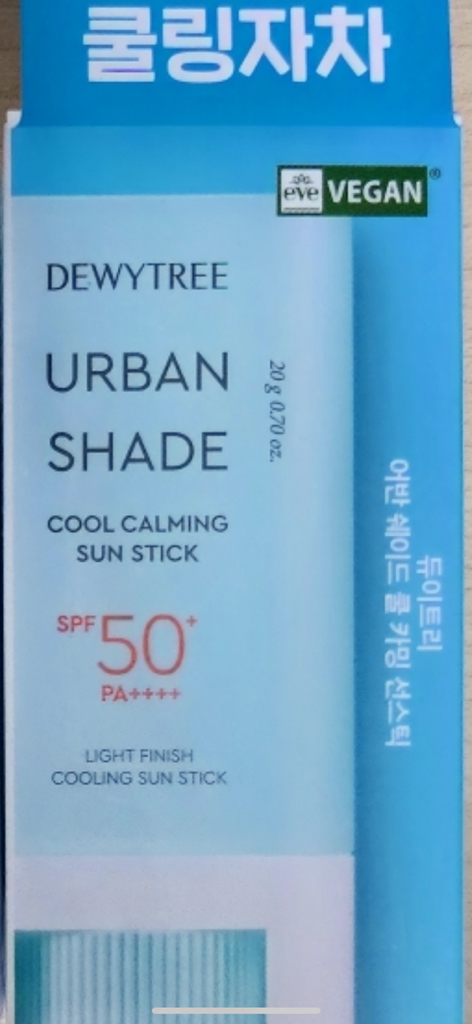 쿨링자차
eve VEGAN®
DEWYTREE
URBAN
SHADE
20 g 0.70 oz.
COOL CALMING
SUN STICK
SPF 50+
PA++++
LIGHT FINISH
COOLING SUN STICK
듀이트리
어반 쉐이드 쿨 카밍 선스틱